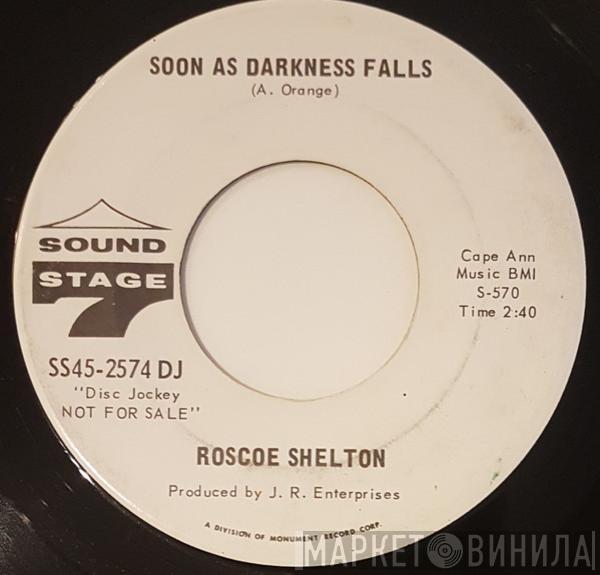 SOON AS DARKNESS FALLS
(A. Orange)
SOUND
STAGE
7
Cape Ann
Music BMI
S-570
Time 2:40
SS45-2574 DJ
"Disc Jockey
NOT FOR SALE"
ROSCOE SHELTON
Produced by J. R. Enterprises
A DIVISION OF MONUMENT RECORD CORP.
МАРКЕТ ВИНИЛА